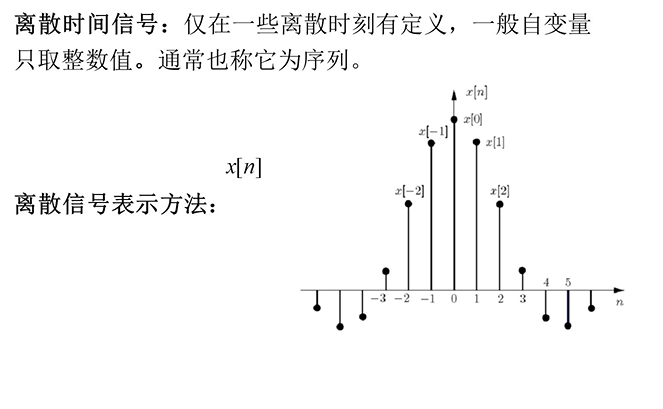 离散时间信号：仅在一些离散时刻有定义，一般自变量
只取整数值。通常也称它为序列。
x[n]
x[0]
x[−1]
x[1]
x[n]
离散信号表示方法：
x[−2]
x[2]
4 5
−3 −2 −1 0 1 2 3
n